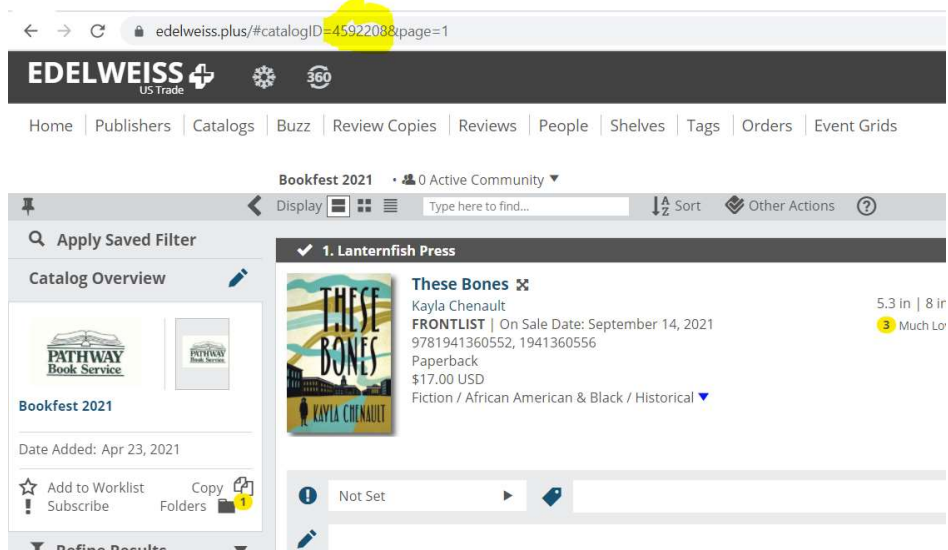 edelweiss.plus/#catalogID=4592208&page=1
EDELWEISS
US Trade
360
Home Publishers Catalogs Buzz Review Copies Reviews People Shelves Tags Orders Event Grids
Bookfest 2021 • 0 Active Community
Display Type here to find... A Z Sort Other Actions ?
Apply Saved Filter
Catalog Overview
PATHWAY
Book Service
PATHWAY
Book Service
Bookfest 2021
Date Added: Apr 23, 2021
Add to Worklist Copy
Subscribe Folders 1
Refine Results
1. Lanternfish Press
THESE
BONES
KAYLA CHENAULT
These Bones
Kayla Chenault
FRONTLIST | On Sale Date: September 14, 2021
9781941360552, 1941360556
Paperback
$17.00 USD
Fiction / African American & Black / Historical
5.3 in | 8 in
3 Much Lo
Not Set